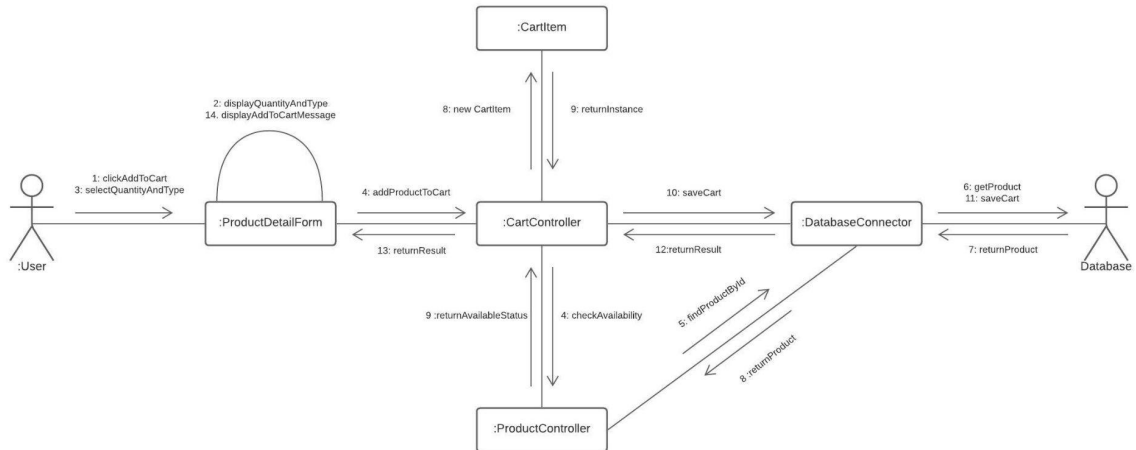 :CartItem
8: new CartItem
9: returnInstance
2: displayQuantityAndType
14. displayAddToCartMessage
1: clickAddToCart
3: selectQuantityAndType
4: addProductToCart
10: saveCart
6: getProduct
11: saveCart
:ProductDetailForm
:CartController
:DatabaseConnector
13: returnResult
12:returnResult
7: returnProduct
:User
Database
9 :returnAvailableStatus
4: checkAvailability
5: findProductById
8 :returnProduct
:ProductController